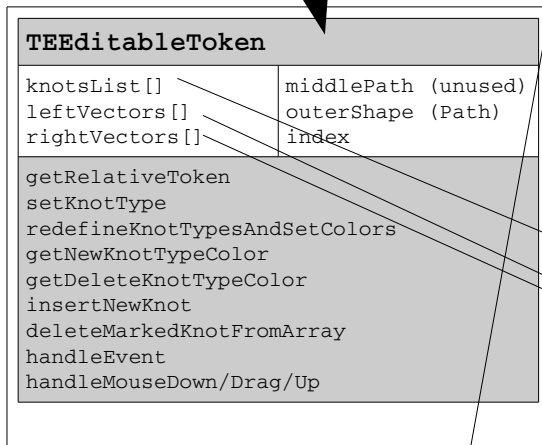 TEEditableToken
knotsList[]
leftVectors[]
rightVectors[]
middlePath (unused)
outerShape (Path)
index
getRelativeToken
setKnotType
redefineKnotTypesAndSetColors
getNewKnotTypeColor
getDeleteKnotTypeColor
insertNewKnot
deleteMarkedKnotFromArray
handleEvent
handleMouseDown/Drag/Up